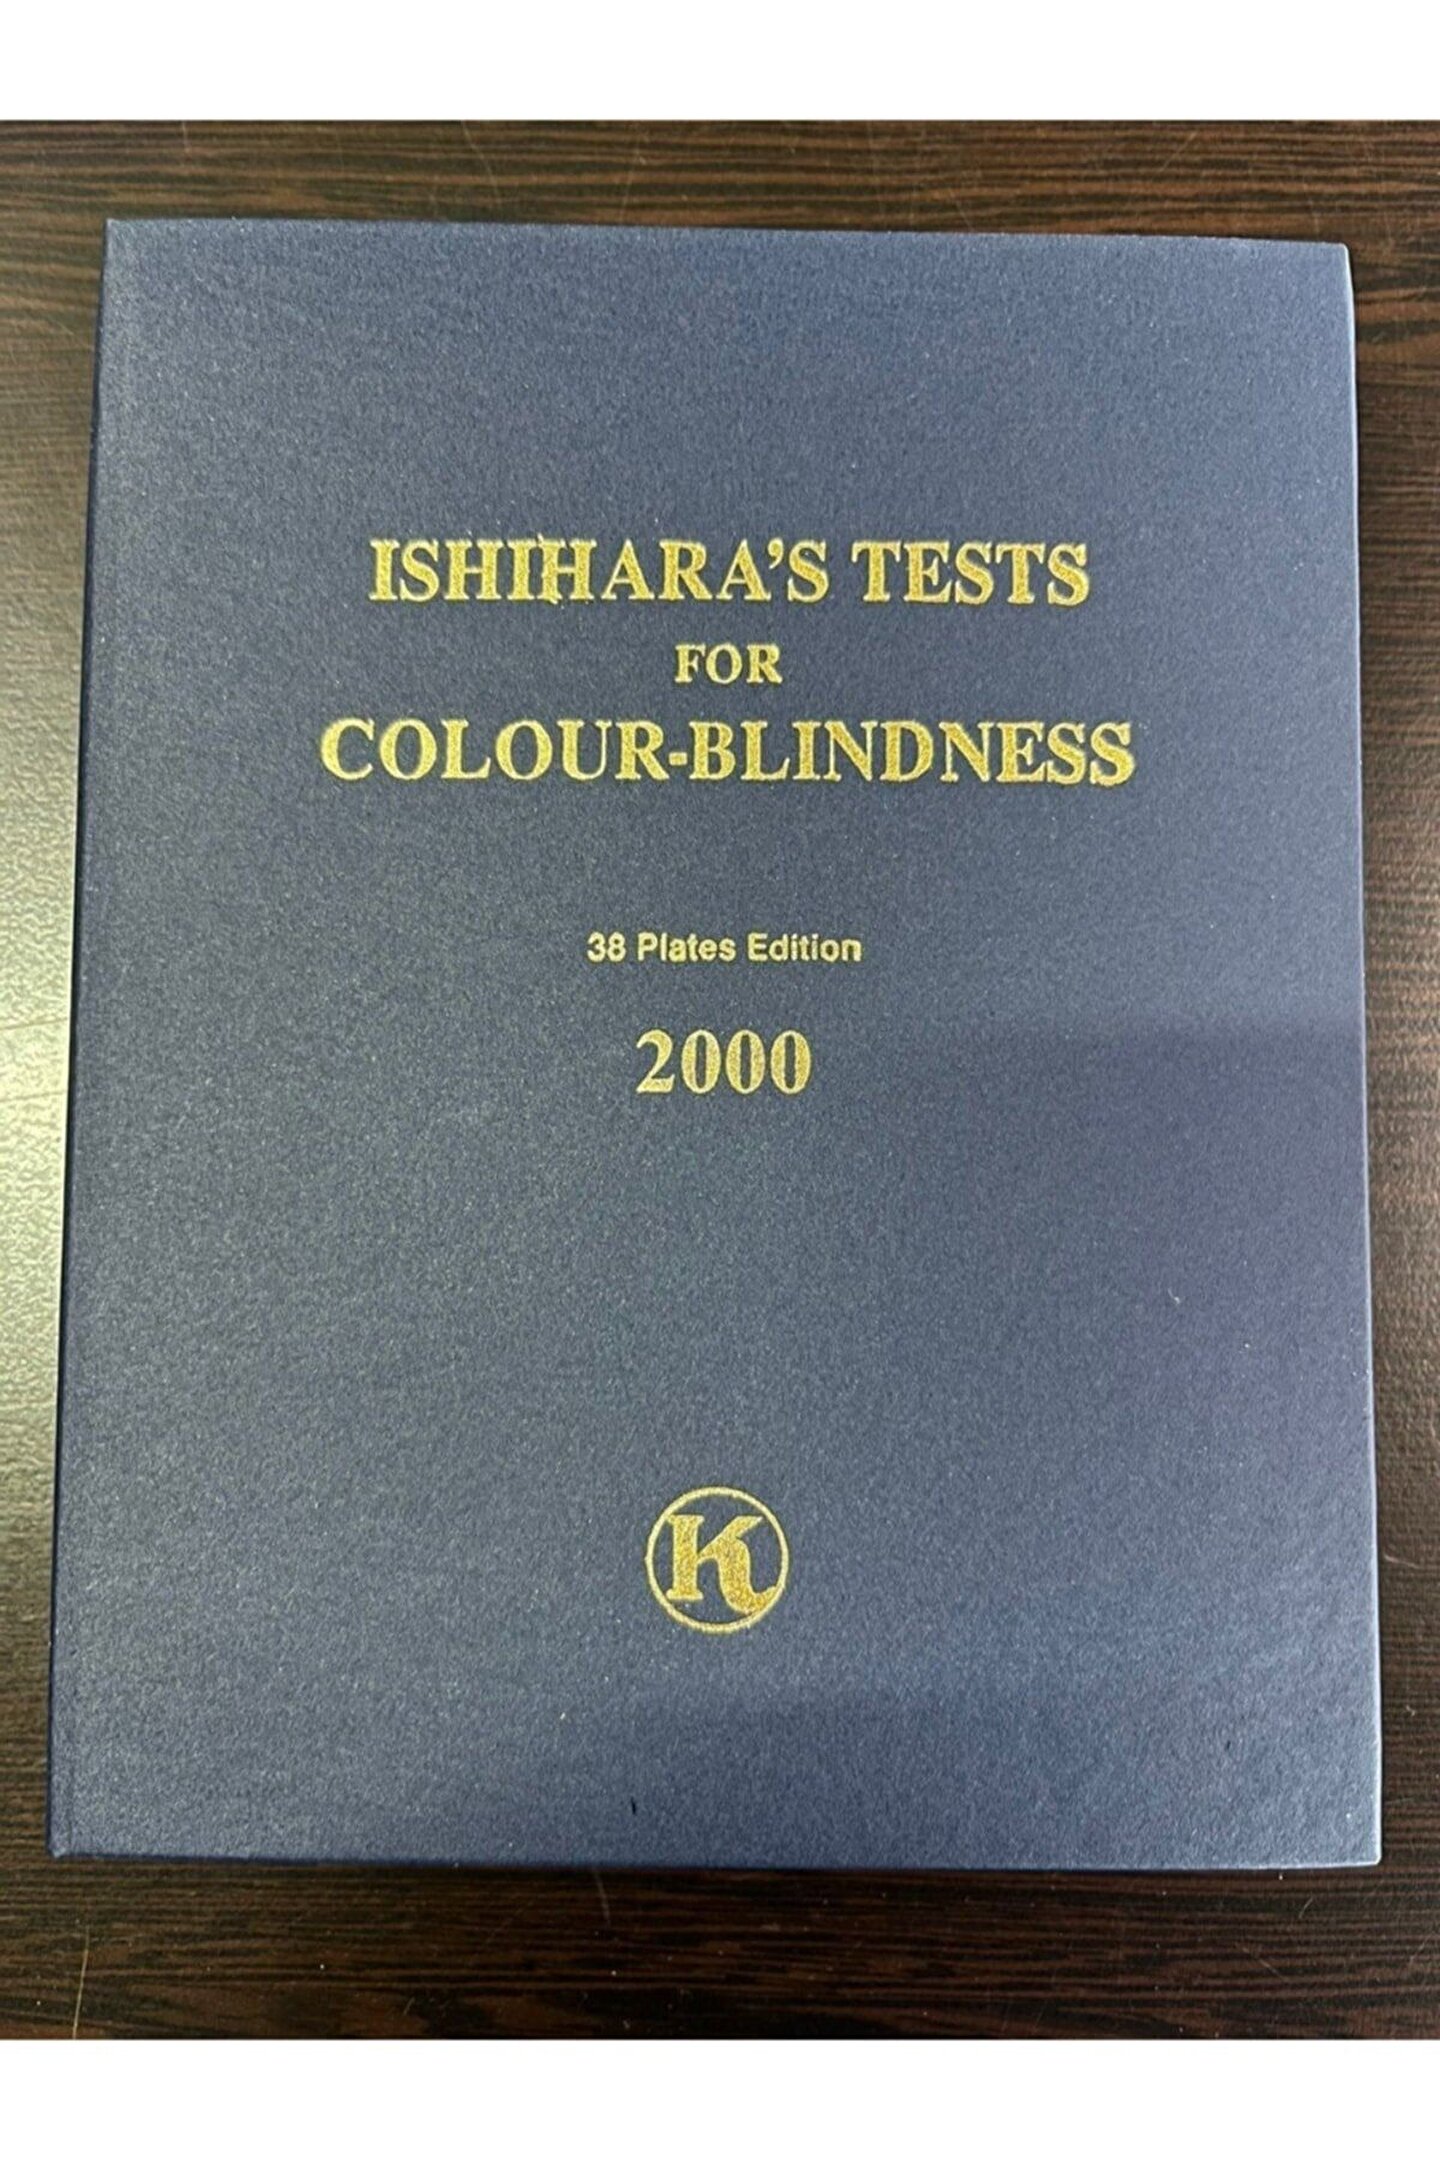 ISHIHARA'S TESTS
FOR
COLOUR-BLINDNESS
38 Plates Edition
2000
K